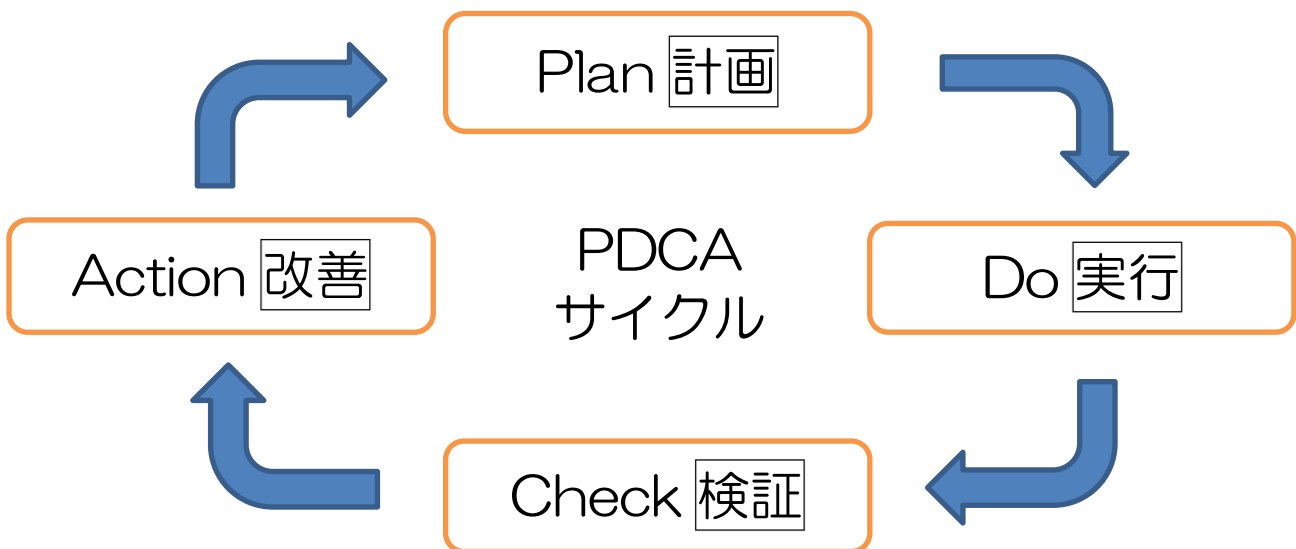 Plan 計画
Action 改善
PDCA
サイクル
Do 実行
Check 検証